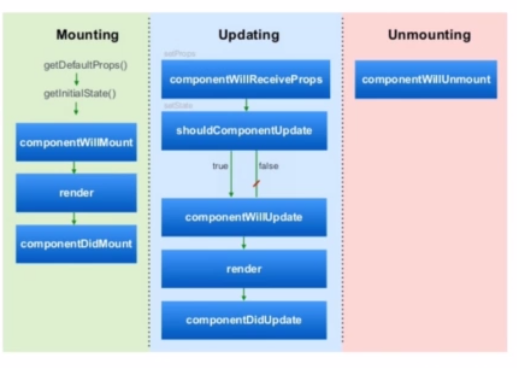 Mounting
getDefaultProps()
getInitialState()
componentWillMount
render
componentDidMount
Updating
setProps
componentWillReceiveProps
setState
shouldComponentUpdate
true
false
componentWillUpdate
render
componentDidUpdate
Unmounting
componentWillUnmount